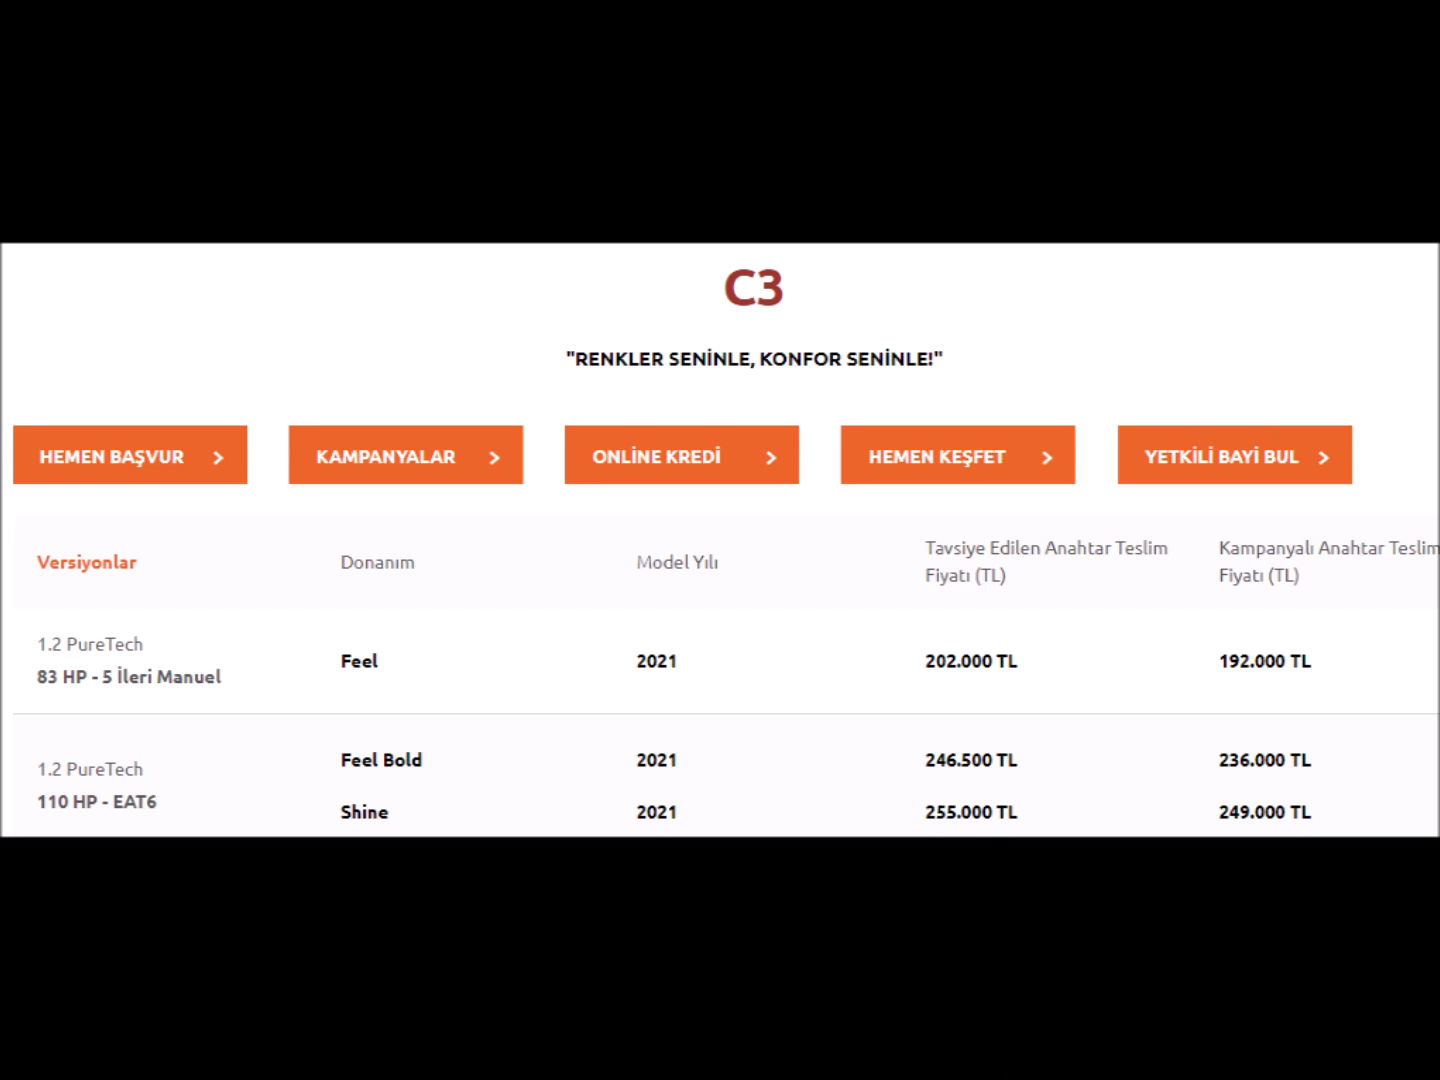 C3
"RENKLER SENİNLE, KONFOR SENİNLE!"
HEMEN BAŞVUR >
KAMPANYALAR >
ONLİNE KREDİ >
HEMEN KEŞFET >
YETKİLİ BAYİ BUL >
Versiyonlar
Donanım
Model Yılı
Tavsiye Edilen Anahtar Teslim
Fiyatı (TL)
Kampanyalı Anahtar Teslim
Fiyatı (TL)
1.2 PureTech
83 HP - 5 İleri Manuel
Feel
2021
202.000 TL
192.000 TL
1.2 PureTech
110 HP - EAT6
Feel Bold
2021
246.500 TL
236.000 TL
Shine
2021
255.000 TL
249.000 TL